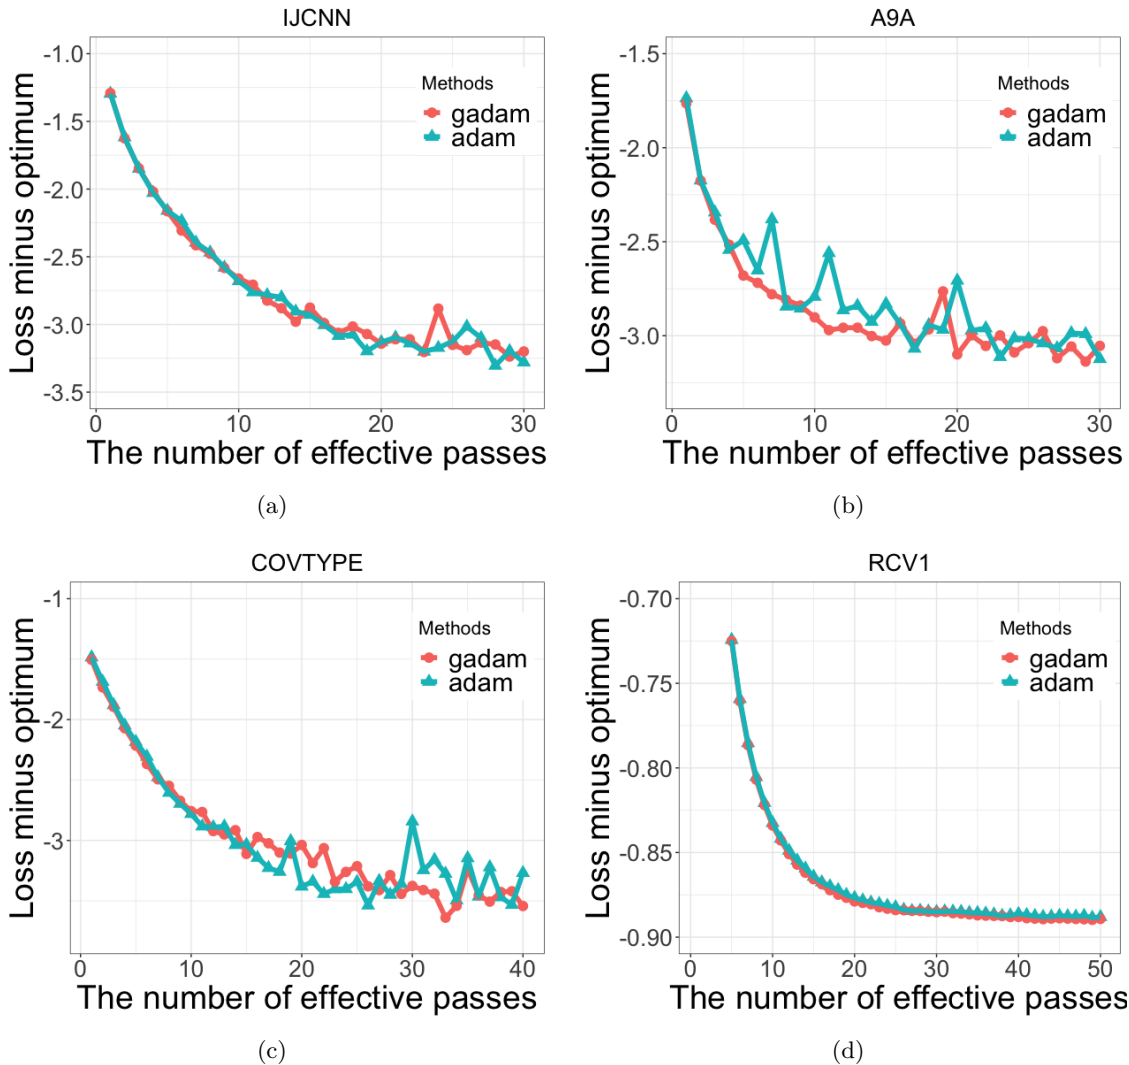 IJCNN
-1.0
-1.5
-2.0
-2.5
-3.0
-3.5
Loss minus optimum
Methods
gadam
adam
0 10 20 30
The number of effective passes
(a)
A9A
-1.5
-2.0
-2.5
-3.0
Loss minus optimum
Methods
gadam
adam
0 10 20 30
The number of effective passes
(b)
COVTYPE
-1
-2
-3
Loss minus optimum
Methods
gadam
adam
0 10 20 30 40
The number of effective passes
(c)
RCV1
-0.70
-0.75
-0.80
-0.85
-0.90
Loss minus optimum
Methods
gadam
adam
0 10 20 30 40 50
The number of effective passes
(d)